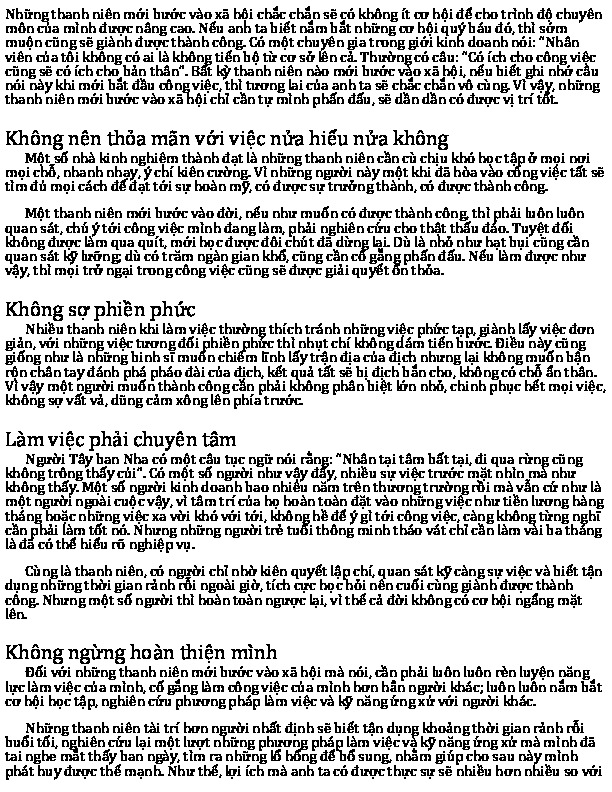 Những thanh niên mới bước vào xã hội chắc chắn sẽ có không ít cơ hội để cho trình độ chuyên
môn của mình được nâng cao. Nếu anh ta biết nắm bắt những cơ hội quý báu đó, thì sớm
muộn cũng sẽ giành được thành công. Có một chuyên gia trong giới kinh doanh nói: “Nhân
viên của tôi không có ai là không tiến bộ từ cơ sở lên cả. Thường có câu: “Có ích cho công việc
cũng sẽ có ích cho bản thân”. Bất kỳ thanh niên nào mới bước vào xã hội, nếu biết ghi nhớ câu
nói này khi mới bắt đầu công việc, thì tương lai của anh ta sẽ chắc chắn vô cùng. Vì vậy, những
thanh niên mới bước vào xã hội chỉ cần tự mình phấn đấu, sẽ dần dần có được vị trí tốt.
Không nên thỏa mãn với việc nửa hiểu nửa không
Một số nhà kinh nghiệm thành đạt là những thanh niên cần cù chịu khó học tập ở mọi nơi
mọi chỗ, nhanh nhạy, ý chí kiên cường. Vì những người này một khi đã hòa vào công việc tất sẽ
tìm đủ mọi cách để đạt tới sự hoàn mỹ, có được sự trưởng thành, có được thành công.
Một thanh niên mới bước vào đời, nếu như muốn có được thành công, thì phải luôn luôn
quan sát, chú ý tới công việc mình đang làm, phải nghiên cứu cho thật thấu đáo. Tuyệt đối
không được làm qua quít, mới học được đôi chút đã dừng lại. Dù là nhỏ như hạt bụi cũng cần
quan sát kỹ lưỡng; dù có trăm ngàn gian khổ, cũng cần cố gắng phấn đấu. Nếu làm được như
vậy, thì mọi trở ngại trong công việc cũng sẽ được giải quyết ổn thỏa.
Không sợ phiền phức
Nhiều thanh niên khi làm việc thường thích tránh những việc phức tạp, giành lấy việc đơn
giản, với những việc tương đối phiền phức thì nhụt chí không dám tiến bước. Điều này cũng
giống như là những binh sĩ muốn chiếm lĩnh lấy trận địa của địch nhưng lại không muốn bận
rộn chân tay đánh phá pháo đài của địch, kết quả tất sẽ bị địch bắn cho, không có chỗ ẩn thân.
Vì vậy một người muốn thành công cần phải không phân biệt lớn nhỏ, chinh phục hết mọi việc,
không sợ vất vả, dũng cảm xông lên phía trước.
Làm việc phải chuyên tâm
Người Tây ban Nha có một câu tục ngữ nói rằng: “Nhân tại tâm bất tại, đi qua rừng cũng
không trông thấy củi”. Có một số người như vậy đấy, nhiều sự việc trước mặt nhìn mà như
không thấy. Một số người kinh doanh bao nhiêu năm trên thương trường rồi mà vẫn cứ như là
một người ngoài cuộc vậy, vì tâm trí của họ hoàn toàn đặt vào những việc như tiền lương hàng
tháng hoặc những việc xa vời khó với tới, không hề để ý gì tới công việc, càng không từng nghĩ
cần phải làm tốt nó. Nhưng những người trẻ tuổi thông minh tháo vát chỉ cần làm vài ba tháng
là đã có thể hiểu rõ nghiệp vụ.
Cùng là thanh niên, có người chỉ nhờ kiên quyết lập chí, quan sát kỹ càng sự việc và biết tận
dụng những thời gian rảnh rỗi ngoài giờ, tích cực học hỏi nên cuối cùng giành được thành
công. Nhưng một số người thì hoàn toàn ngược lại, vì thế cả đời không có cơ hội ngẩng mặt
lên.
Không ngừng hoàn thiện mình
Đối với những thanh niên mới bước vào xã hội mà nói, cần phải luôn luôn rèn luyện năng
lực làm việc của mình, cố gắng làm công việc của mình hơn hẳn người khác; luôn luôn nắm bắt
cơ hội học tập, nghiên cứu phương pháp làm việc và kỹ năng ứng xử với người khác.
Những thanh niên tài trí hơn người nhất định sẽ biết tận dụng khoảng thời gian rảnh rỗi
buổi tối, nghiên cứu lại một lượt những phương pháp làm việc và kỹ năng ứng xử mà mình đã
tai nghe mắt thấy ban ngày, tìm ra những lỗ hổng để bổ sung, nhằm giúp cho sau này mình
phát huy được thế mạnh. Như thế, lợi ích mà anh ta có được thực sự sẽ nhiều hơn nhiều so với